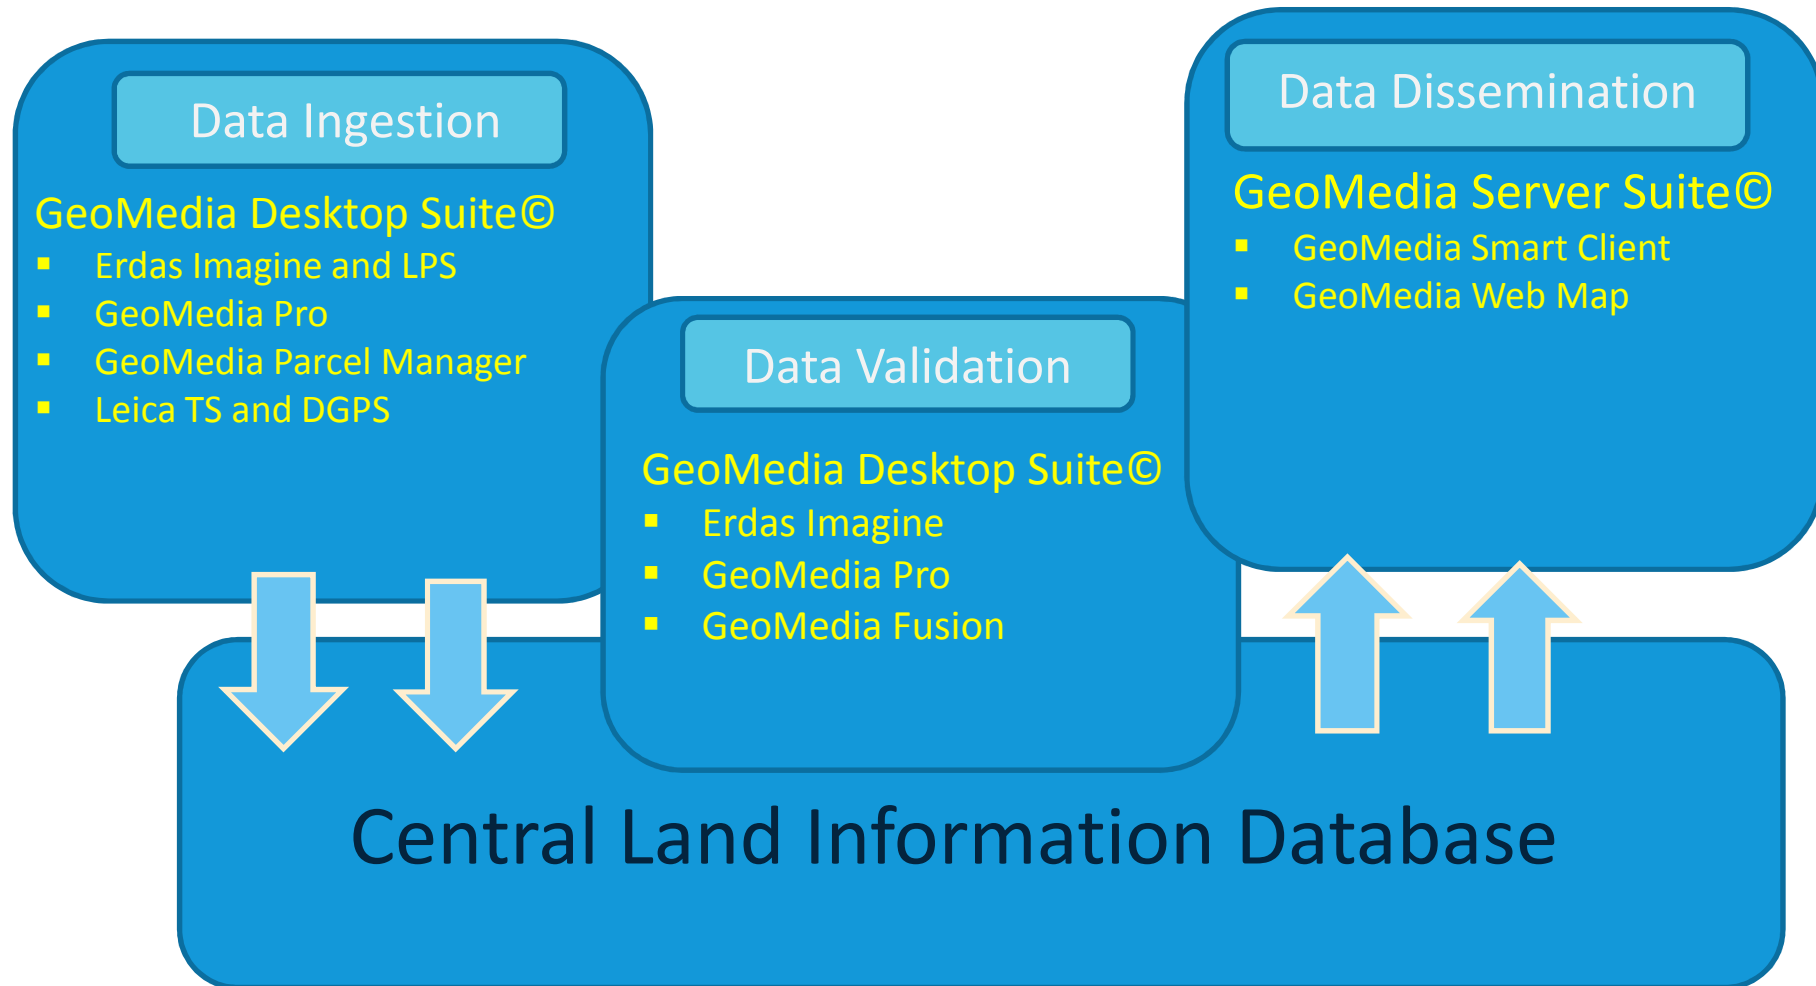 Data Ingestion
GeoMedia Desktop Suite©
▪ Erdas Imagine and LPS
▪ GeoMedia Pro
▪ GeoMedia Parcel Manager
▪ Leica TS and DGPS
Data Validation
GeoMedia Desktop Suite©
▪ Erdas Imagine
▪ GeoMedia Pro
▪ GeoMedia Fusion
Data Dissemination
GeoMedia Server Suite©
▪ GeoMedia Smart Client
▪ GeoMedia Web Map
Central Land Information Database